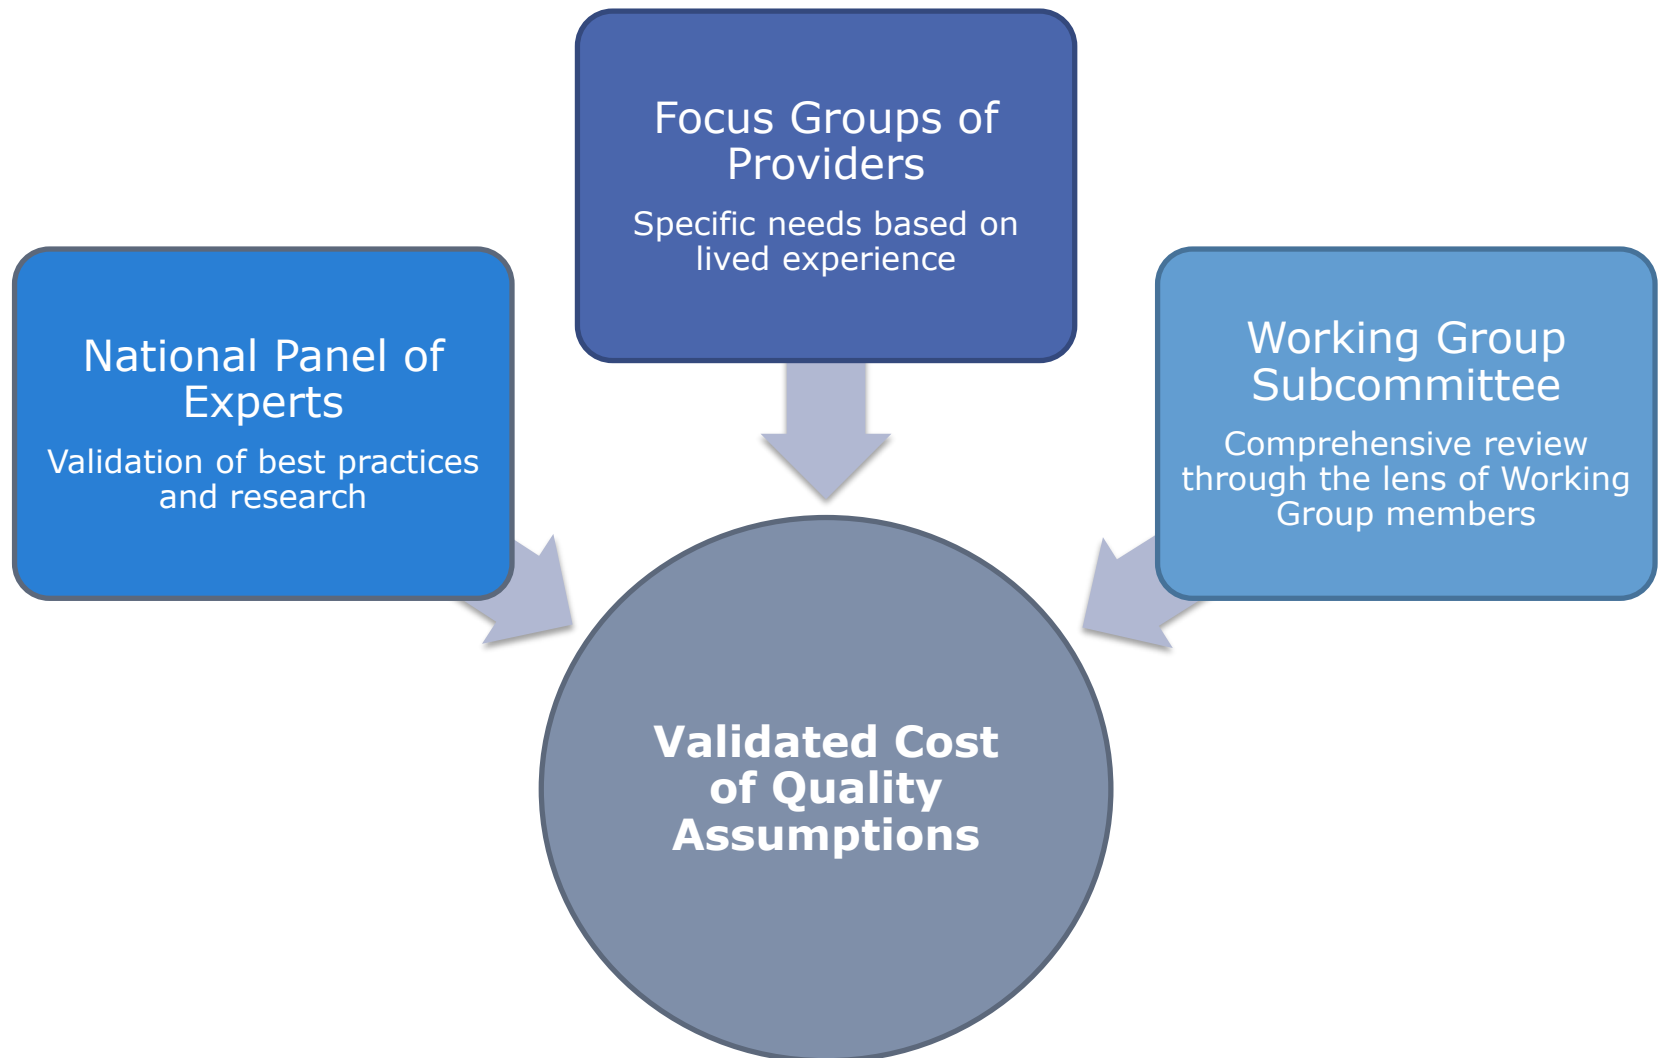 Focus Groups of
Providers
Specific needs based on
lived experience
National Panel of
Experts
Validation of best practices
and research
Working Group
Subcommittee
Comprehensive review
through the lens of Working
Group members
Validated Cost
of Quality
Assumptions